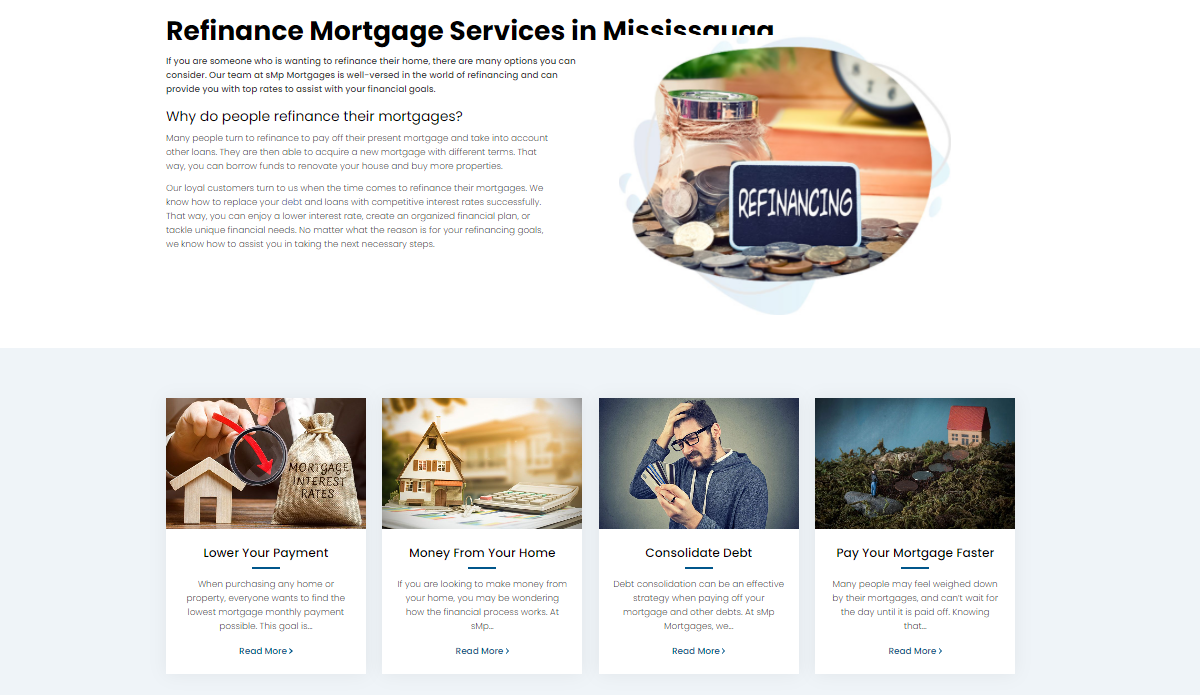 Refinance Mortgage Services in Mississauga
If you are someone who is wanting to refinance their home, there are many options you can
consider. Our team at sMp Mortgages is well-versed in the world of refinancing and can
provide you with top rates to assist with your financial goals.
Why do people refinance their mortgages?
Many people turn to refinance to pay off their present mortgage and take into account
other loans. They are then able to acquire a new mortgage with different terms. That
way, you can borrow funds to renovate your house and buy more properties.
Our loyal customers turn to us when the time comes to refinance their mortgages. We
know how to replace your debt and loans with competitive interest rates successfully.
That way, you can enjoy a lower interest rate, create an organized financial plan, or
tackle unique financial needs. No matter what the reason is for your refinancing goals,
we know how to assist you in taking the next necessary steps.
REFINANCING
MORTGAGE
INTEREST
RATES
Lower Your Payment
When purchasing any home or
property, everyone wants to find the
lowest mortgage monthly payment
possible. This goal is...
Read More >
Money From Your Home
If you are looking to make money from
your home, you may be wondering
how the financial process works. At
sMp...
Read More >
Consolidate Debt
Debt consolidation can be an effective
strategy when paying off your
mortgage and other debts. At sMp
Mortgages, we...
Read More >
Pay Your Mortgage Faster
Many people may feel weighed down
by their mortgages, and can't wait for
the day until it is paid off. Knowing
that...
Read More >